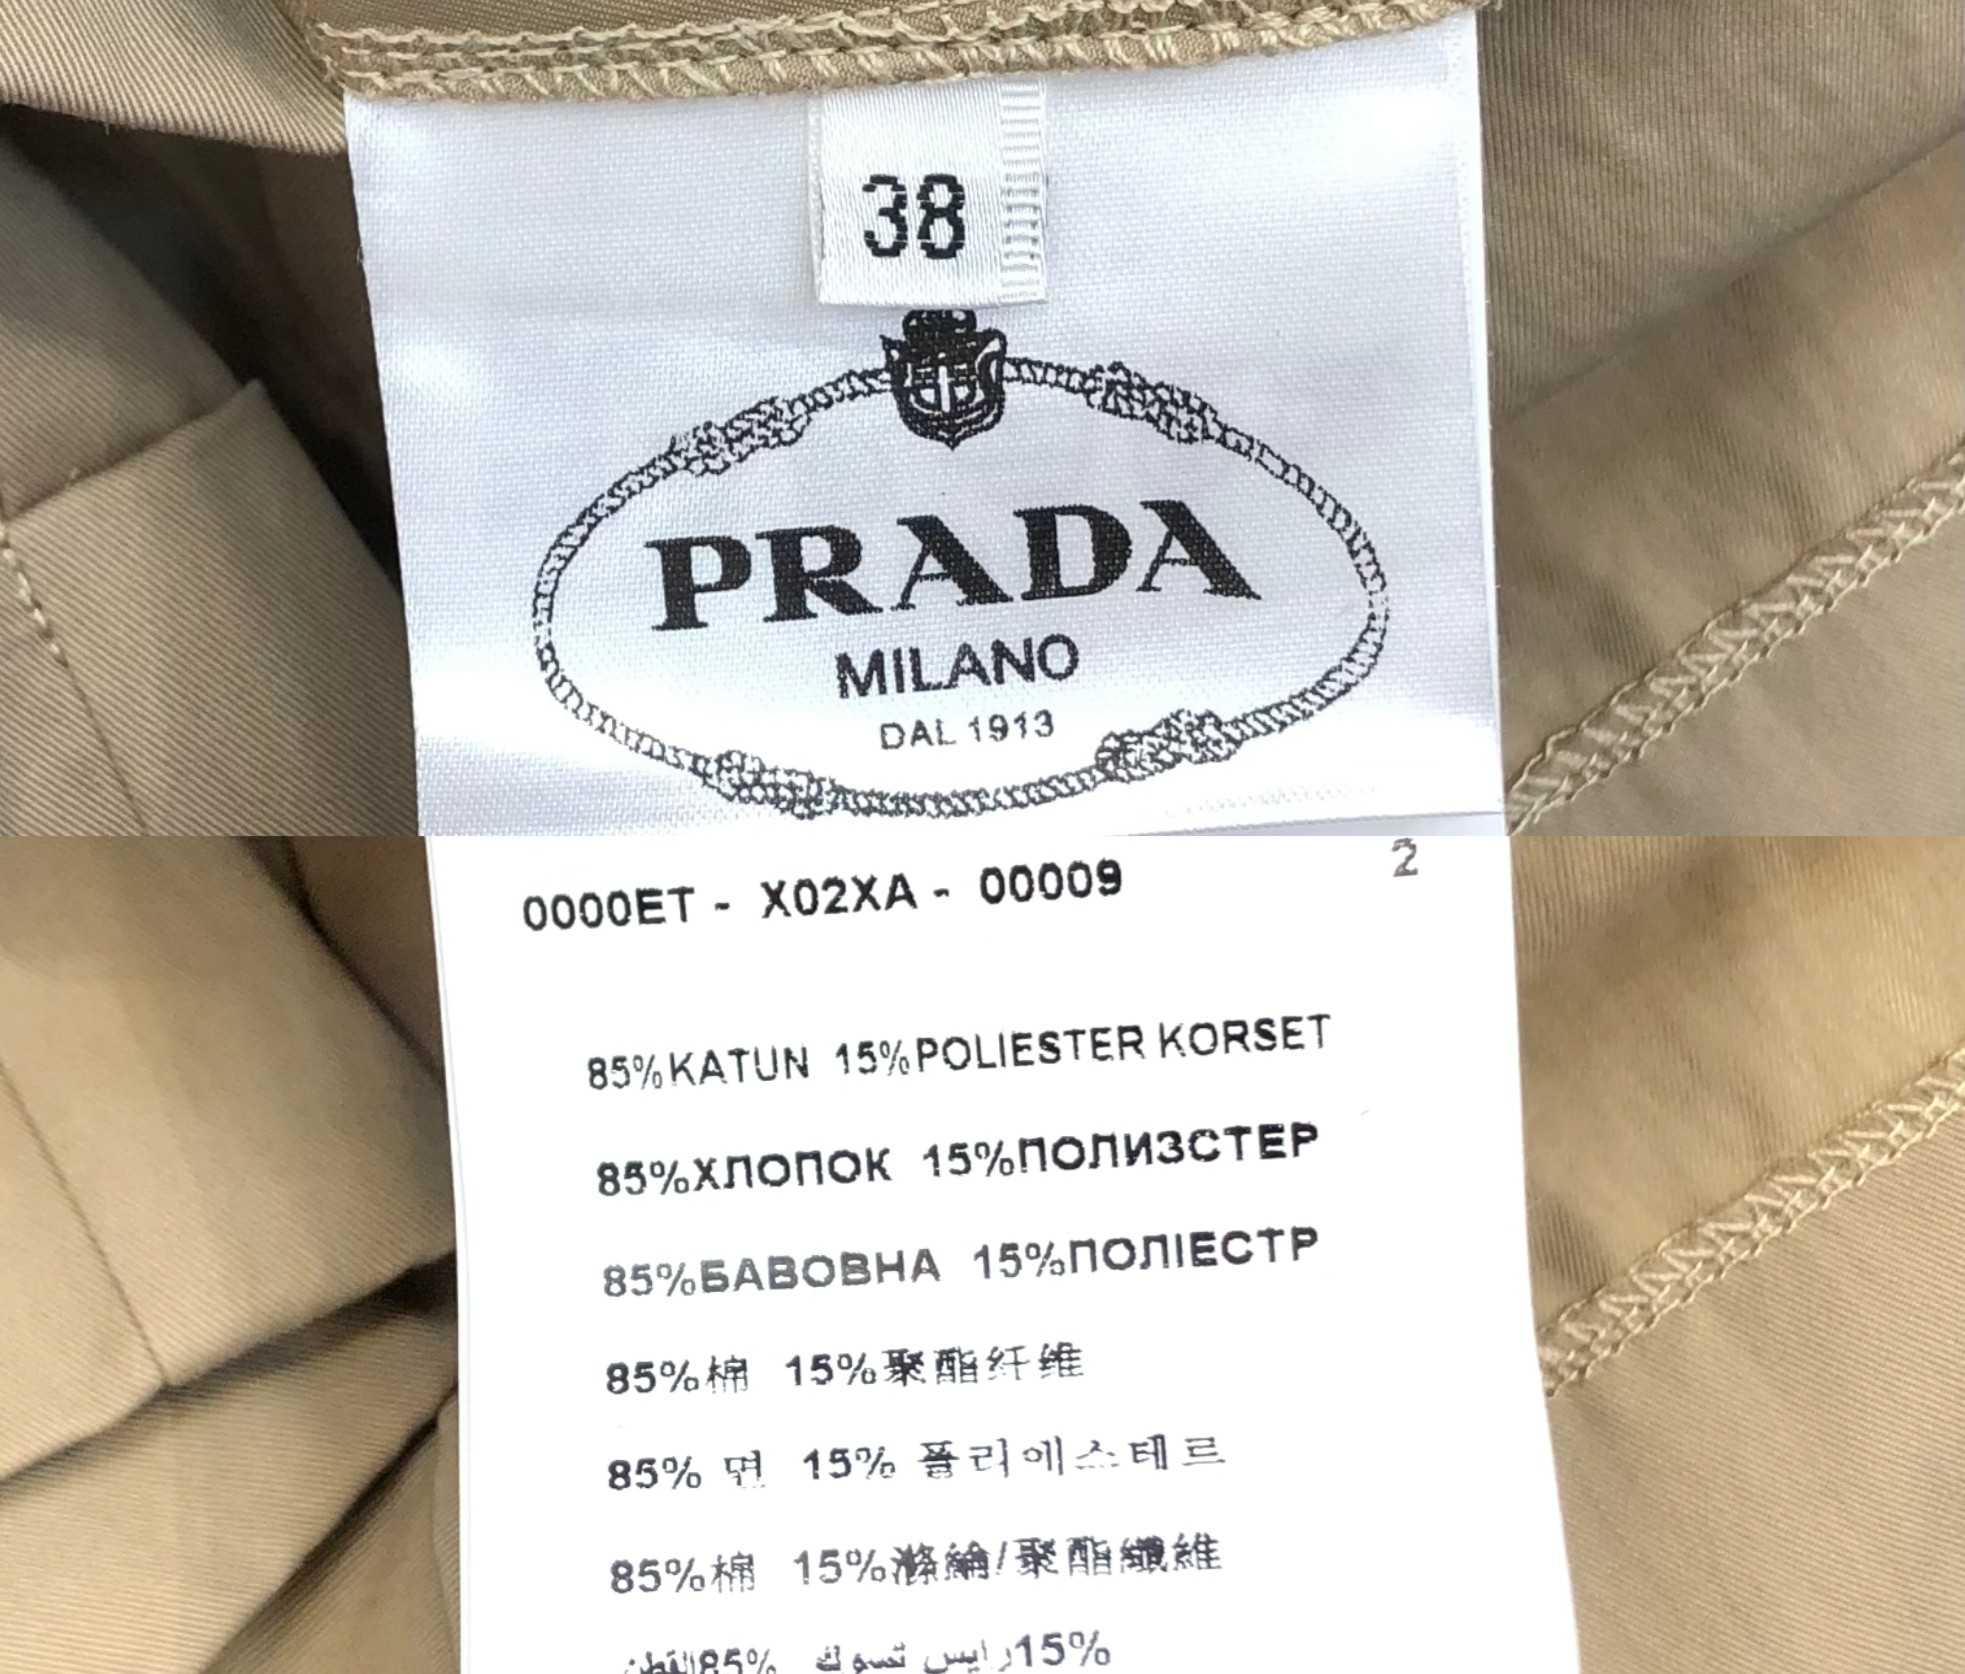 38
PRADA
MILANO
DAL 1913
2
0000ET - X02XA - 00009
85%KATUN 15%POLIESTER KORSET
85%ХЛОПОК 15%ПОЛИЗСТЕР
85%БАВОВНА 15%ПОЛІЕСТР
85%棉 15%聚酯纤维
85% 면 15% 폴리에스테르
85%棉 15%滌綸/聚酯纖維
85% 15%